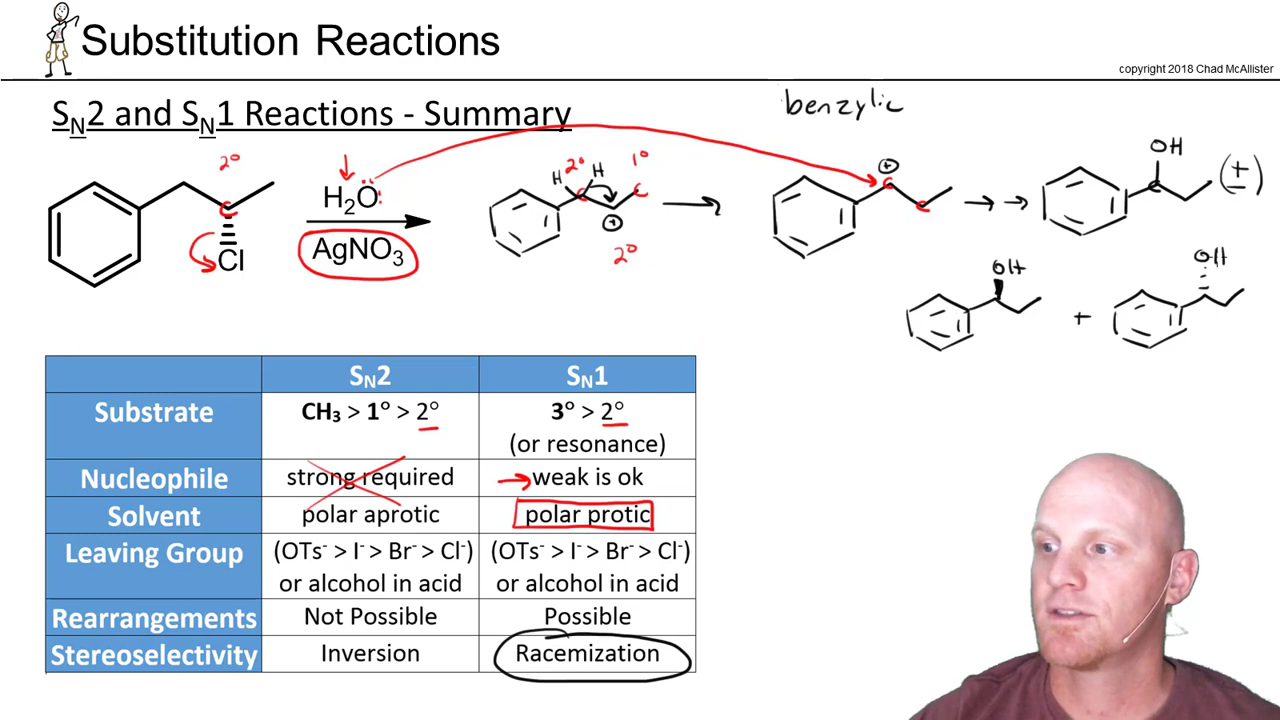 Substitution Reactions
copyright 2018 Chad McAllister
SN2 and SN1 Reactions - Summary
benzylic
2°
H2O
AgNO3
Cl
C
H 2° H 1°
C C
⊕
2°
⊕
C
C
OH
(±)
OH
+
OH
SN2 SN1
Substrate CH3 > 1° > 2° 3° > 2°
(or resonance)
Nucleophile strong required weak is ok
Solvent polar aprotic polar protic
Leaving Group (OTs- > I- > Br- > Cl-) (OTs- > I- > Br- > Cl-)
or alcohol in acid or alcohol in acid
Rearrangements Not Possible Possible
Stereoselectivity Inversion Racemization